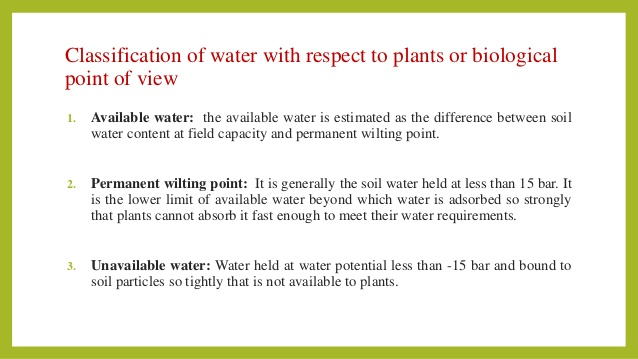 Classification of water with respect to plants or biological
point of view
1. Available water: the available water is estimated as the difference between soil
water content at field capacity and permanent wilting point.
2. Permanent wilting point: It is generally the soil water held at less than 15 bar. It
is the lower limit of available water beyond which water is adsorbed so strongly
that plants cannot absorb it fast enough to meet their water requirements.
3. Unavailable water: Water held at water potential less than -15 bar and bound to
soil particles so tightly that is not available to plants.